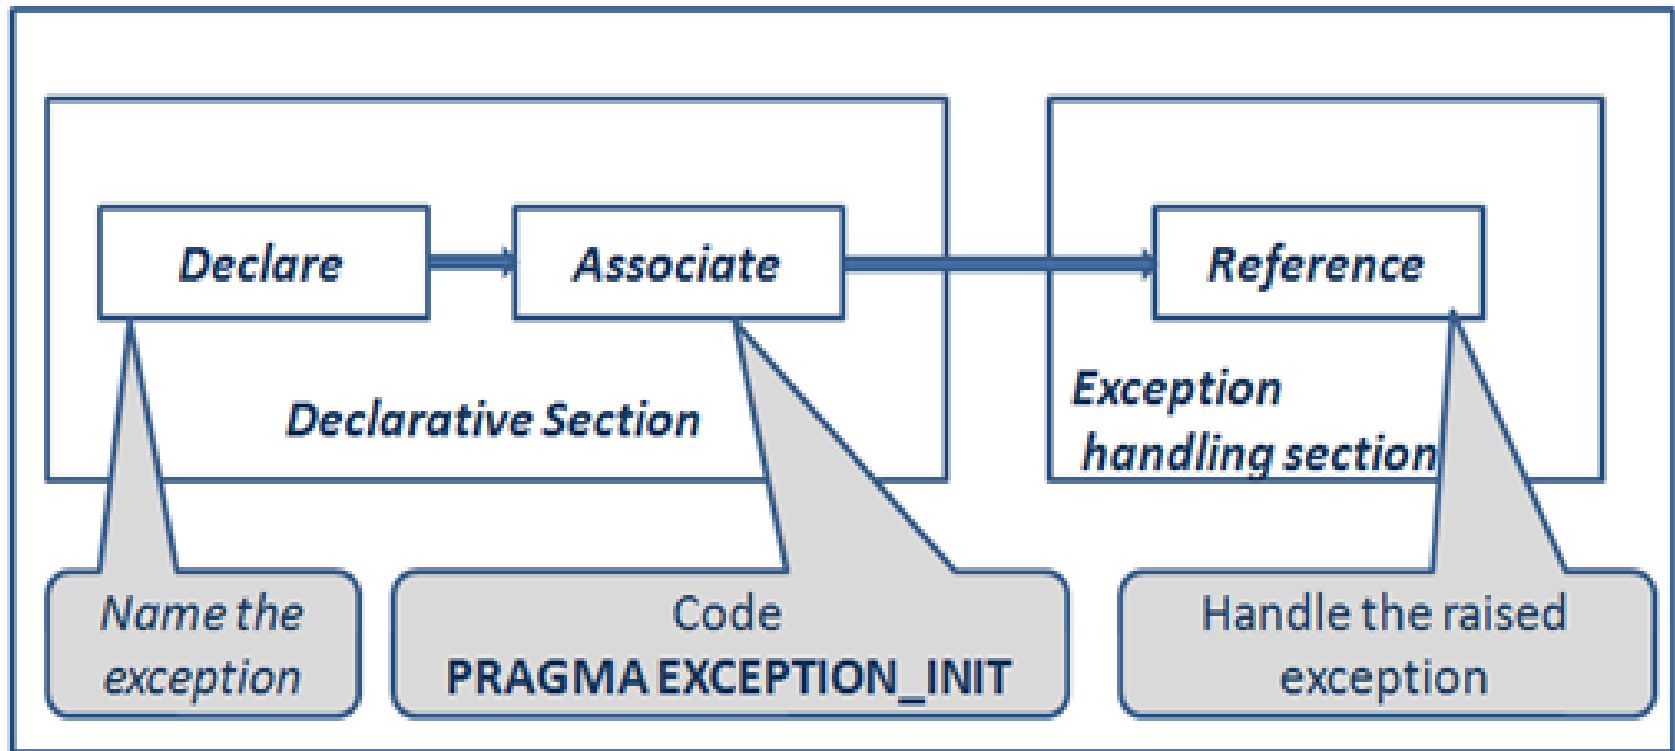 Declare
Associate
Reference
Declarative Section
Exception
handling section
Name the
exception
Code
PRAGMA EXCEPTION_INIT
Handle the raised
exception